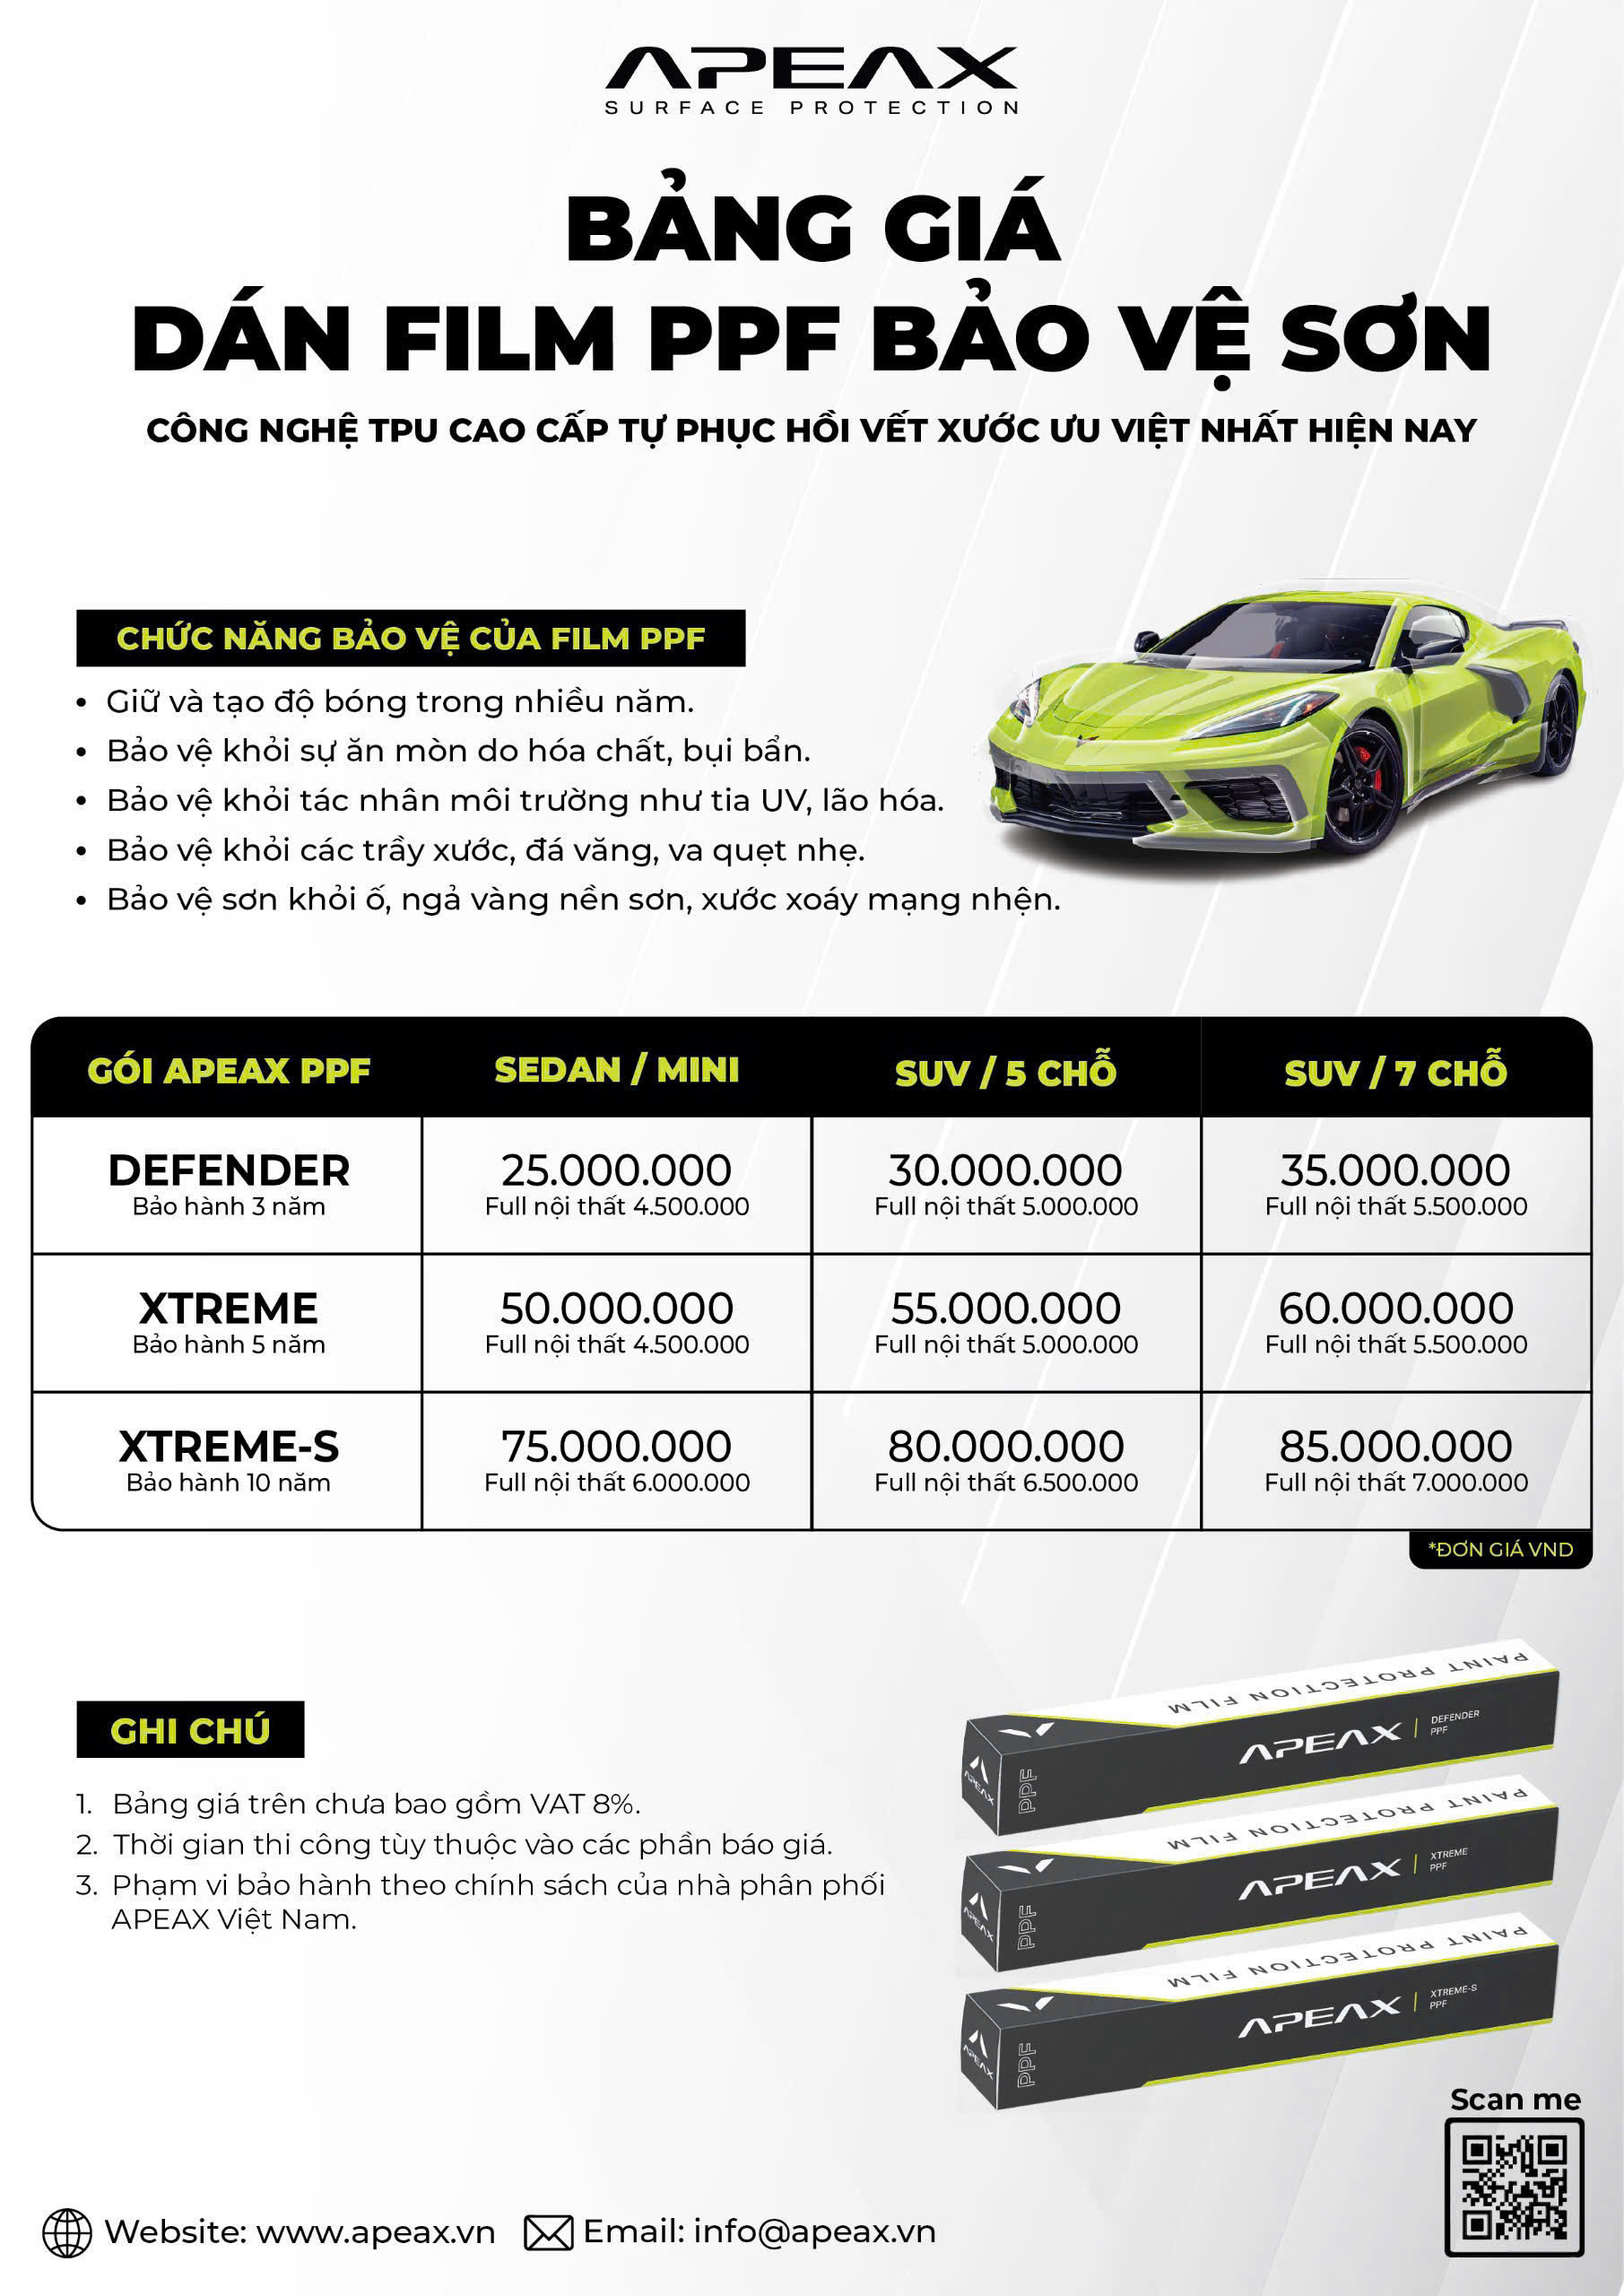 APEAX
SURFACE PROTECTION
BẢNG GIÁ
DÁN FILM PPF BẢO VỆ SƠN
CÔNG NGHỆ TPU CAO CẤP TỰ PHỤC HỒI VẾT XƯỚC ƯU VIỆT NHẤT HIỆN NAY
CHỨC NĂNG BẢO VỆ CỦA FILM PPF
• Giữ và tạo độ bóng trong nhiều năm.
• Bảo vệ khỏi sự ăn mòn do hóa chất, bụi bẩn.
• Bảo vệ khỏi tác nhân môi trường như tia UV, lão hóa.
• Bảo vệ khỏi các trầy xước, đá văng, va quẹt nhẹ.
• Bảo vệ sơn khỏi ố, ngả vàng nền sơn, xước xoáy mạng nhện.
GÓI APEAX PPF SEDAN / MINI SUV / 5 CHỖ SUV / 7 CHỖ
DEFENDER 25.000.000 30.000.000 35.000.000
Bảo hành 3 năm Full nội thất 4.500.000 Full nội thất 5.000.000 Full nội thất 5.500.000
XTREME 50.000.000 55.000.000 60.000.000
Bảo hành 5 năm Full nội thất 4.500.000 Full nội thất 5.000.000 Full nội thất 5.500.000
XTREME-S 75.000.000 80.000.000 85.000.000
Bảo hành 10 năm Full nội thất 6.000.000 Full nội thất 6.500.000 Full nội thất 7.000.000
*ĐƠN GIÁ VND
GHI CHÚ
1. Bảng giá trên chưa bao gồm VAT 8%.
2. Thời gian thi công tùy thuộc vào các phần báo giá.
3. Phạm vi bảo hành theo chính sách của nhà phân phối
APEAX Việt Nam.
PAINT PROTECTION FILM
APEAX
PPF
APEAX
DEFENDER
PPF
PAINT PROTECTION FILM
APEAX
PPF
APEAX
XTREME
PPF
PAINT PROTECTION FILM
APEAX
PPF
APEAX
XTREME-S
PPF
Scan me
Website: www.apeax.vn Email: info@apeax.vn